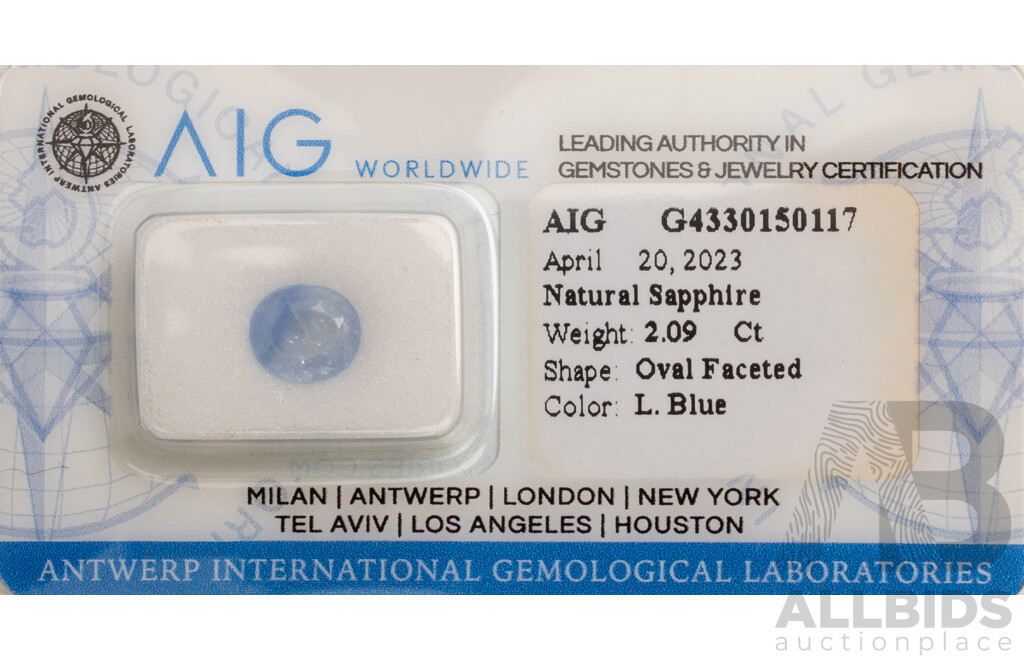 ANTWERP INTERNATIONAL GEMOLOGICAL LABORATORIES
AIG WORLDWIDE
LEADING AUTHORITY IN
GEMSTONES & JEWELRY CERTIFICATION
AIG G4330150117
April 20, 2023
Natural Sapphire
Weight: 2.09 Ct
Shape: Oval Faceted
Color: L. Blue
MILAN | ANTWERP | LONDON | NEW YORK
TEL AVIV | LOS ANGELES | HOUSTON
ANTWERP INTERNATIONAL GEMOLOGICAL LABORATORIES
AB
ALLBIDS
auctionplace